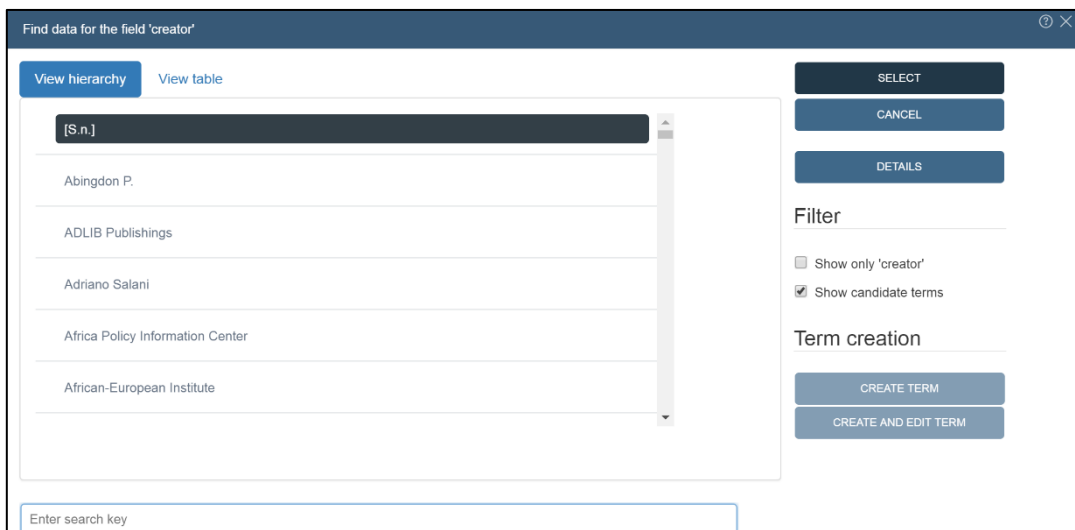 Find data for the field 'creator'
View hierarchy
View table
[S.n.]
Abingdon P.
ADLIB Publishings
Adriano Salani
Africa Policy Information Center
African-European Institute
Enter search key
SELECT
CANCEL
DETAILS
Filter
Show only 'creator'
Show candidate terms
Term creation
CREATE TERM
CREATE AND EDIT TERM